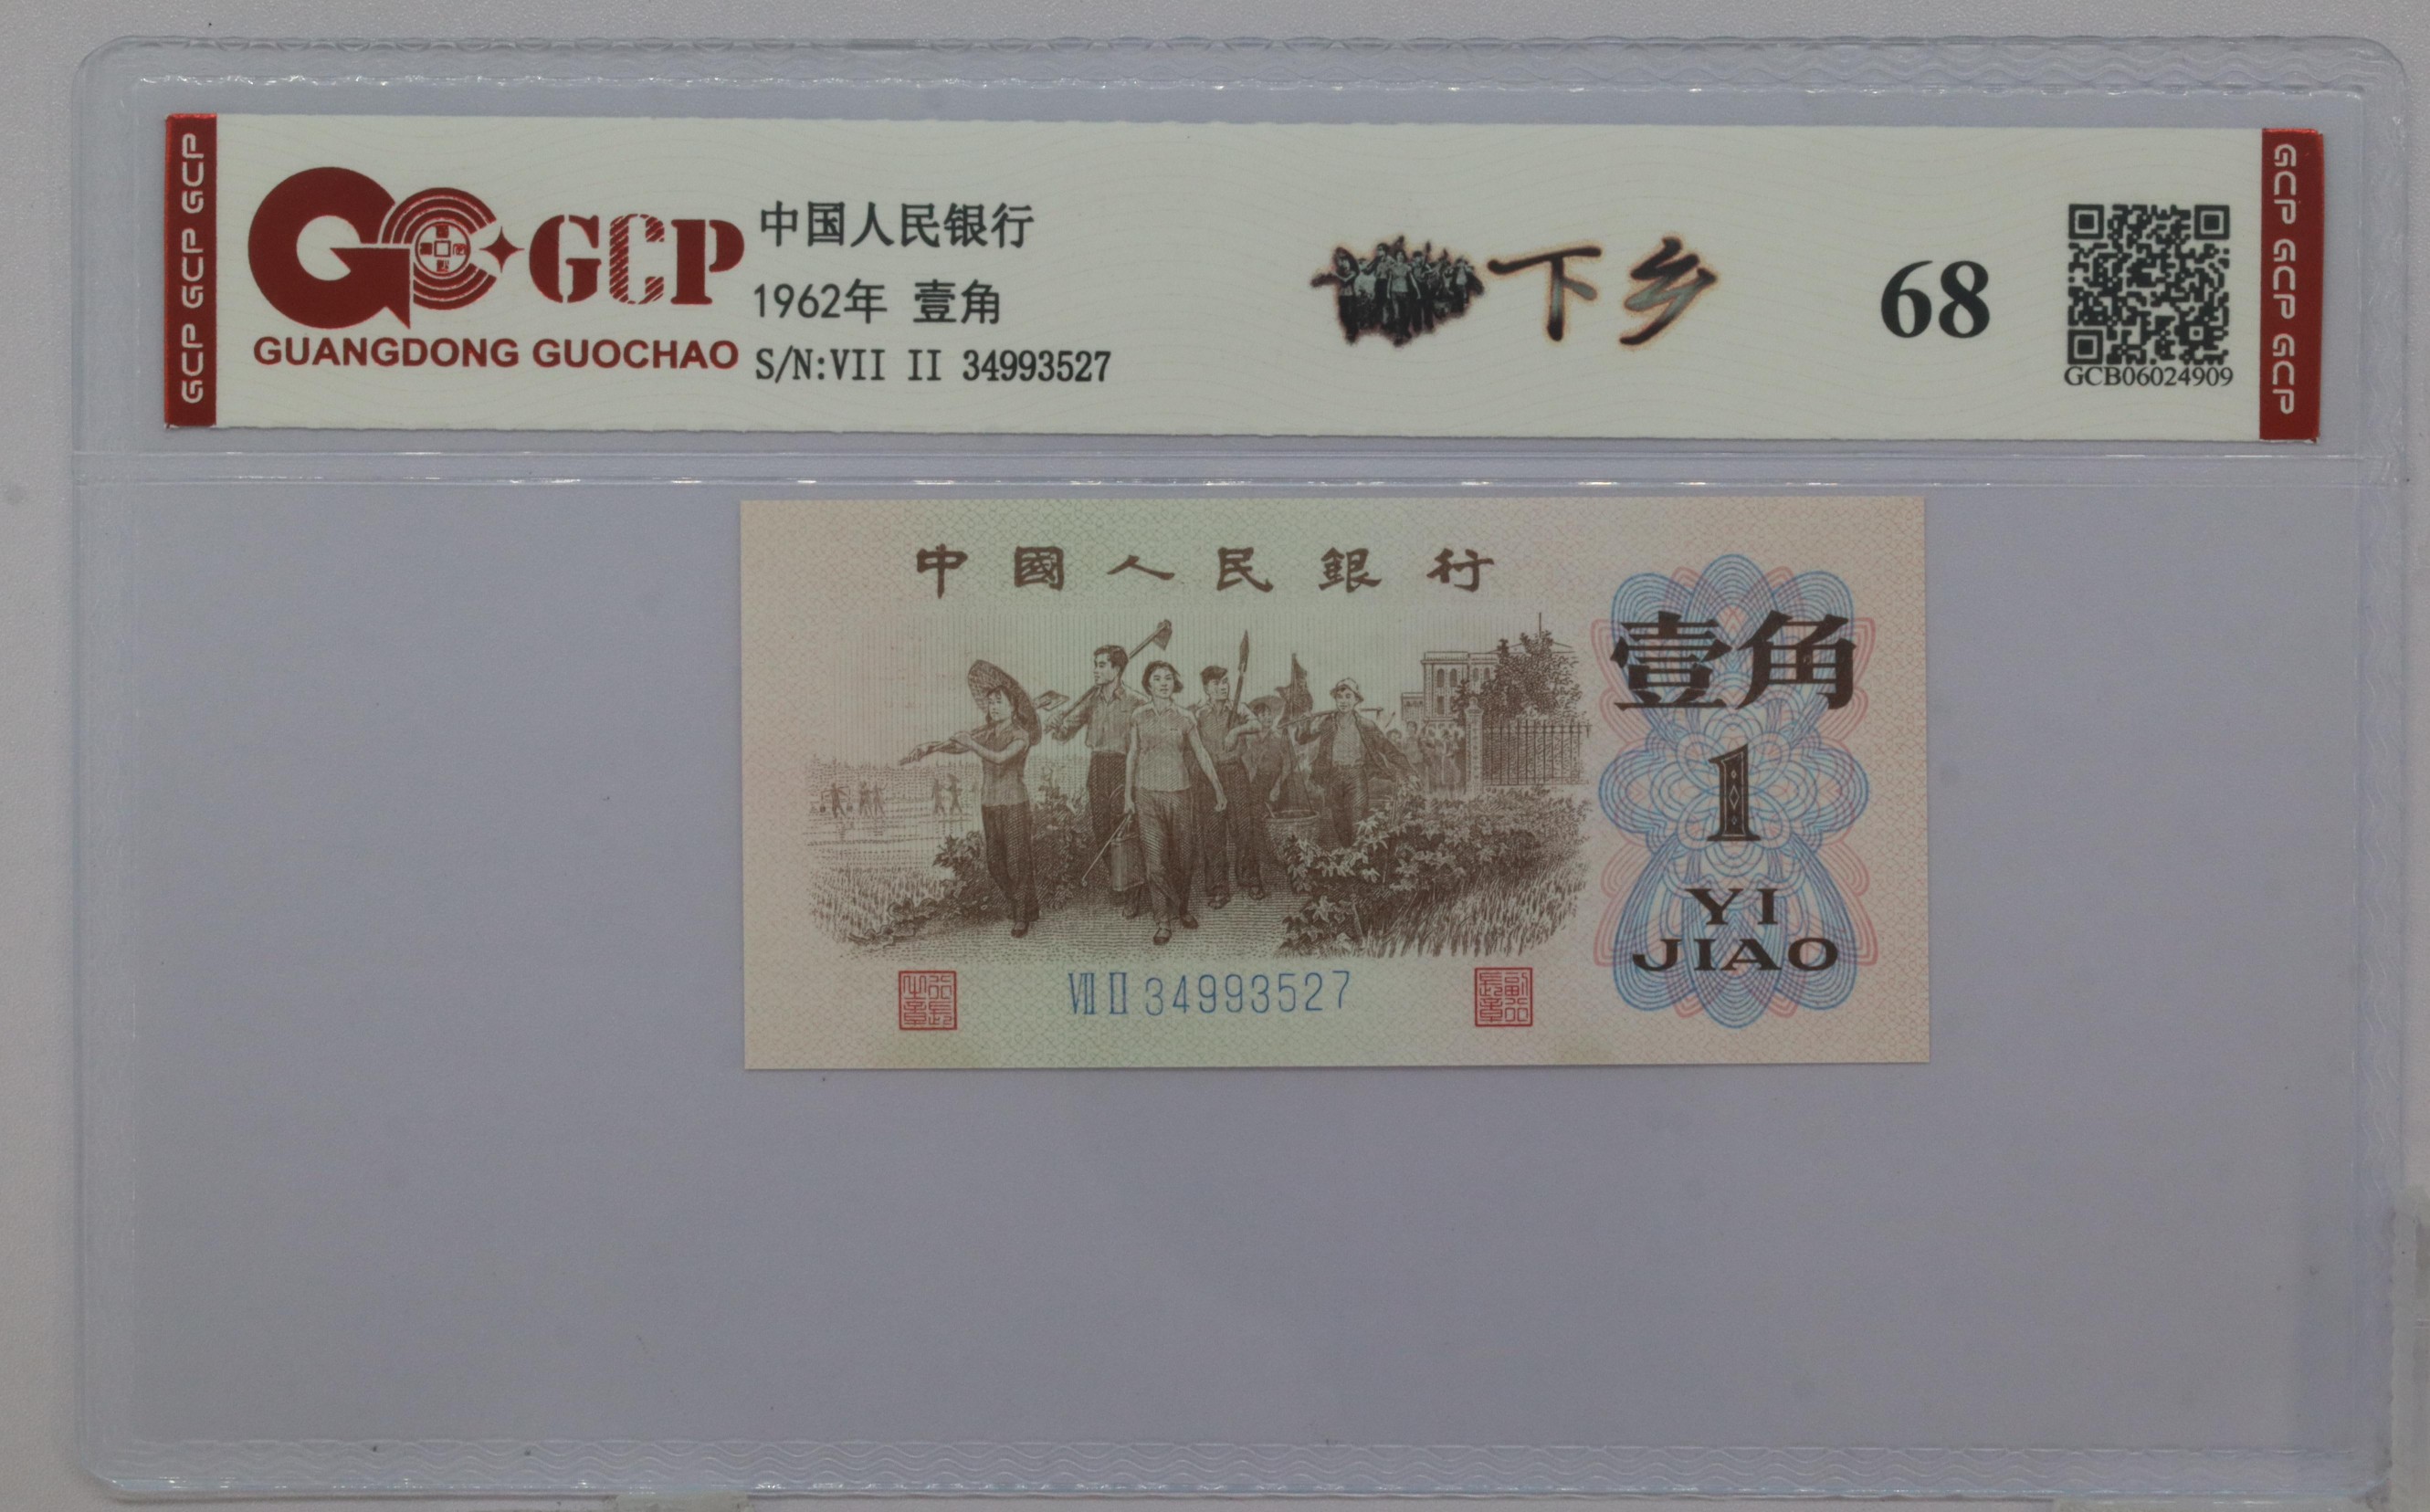 GCP GCP GCP
GCP
GUANGDONG GUOCHAO
中国人民银行
1962年 壹角
S/N:VII II 34993527
下乡
68
GCB06024909
GCP GCP GCP
中國人民銀行
壹角
1
YI
JIAO
VII II 34993527